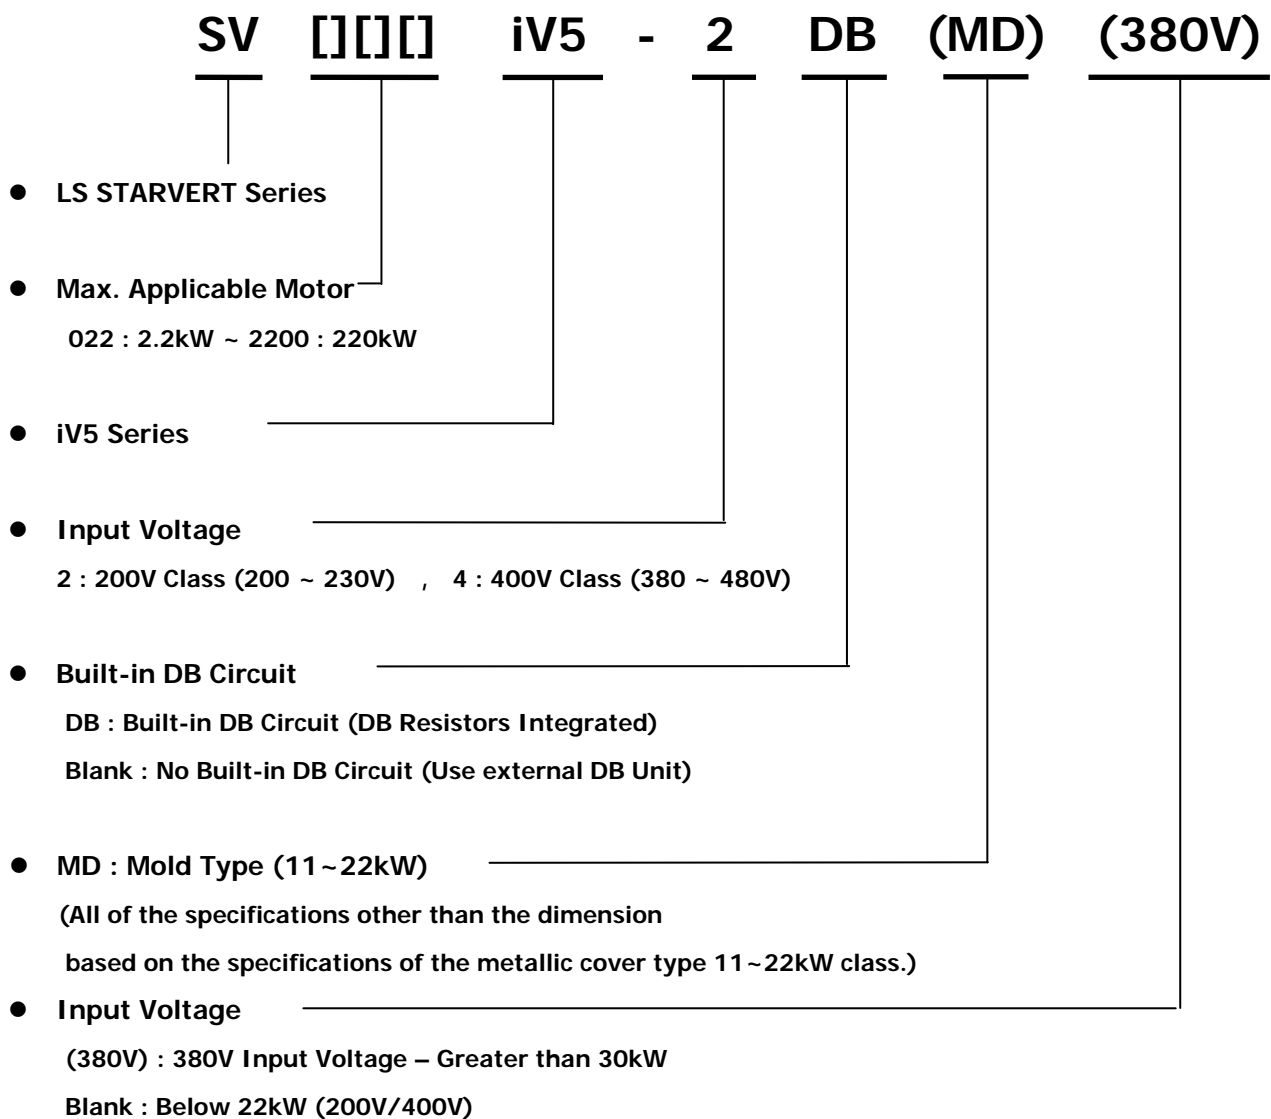 SV [][][] iV5 - 2 DB (MD) (380V)
● LS STARVERT Series
● Max. Applicable Motor
022 : 2.2kW ~ 2200 : 220kW
● iV5 Series
● Input Voltage
2 : 200V Class (200 ~ 230V) , 4 : 400V Class (380 ~ 480V)
● Built-in DB Circuit
DB : Built-in DB Circuit (DB Resistors Integrated)
Blank : No Built-in DB Circuit (Use external DB Unit)
● MD : Mold Type (11~22kW)
(All of the specifications other than the dimension
based on the specifications of the metallic cover type 11~22kW class.)
● Input Voltage
(380V) : 380V Input Voltage – Greater than 30kW
Blank : Below 22kW (200V/400V)